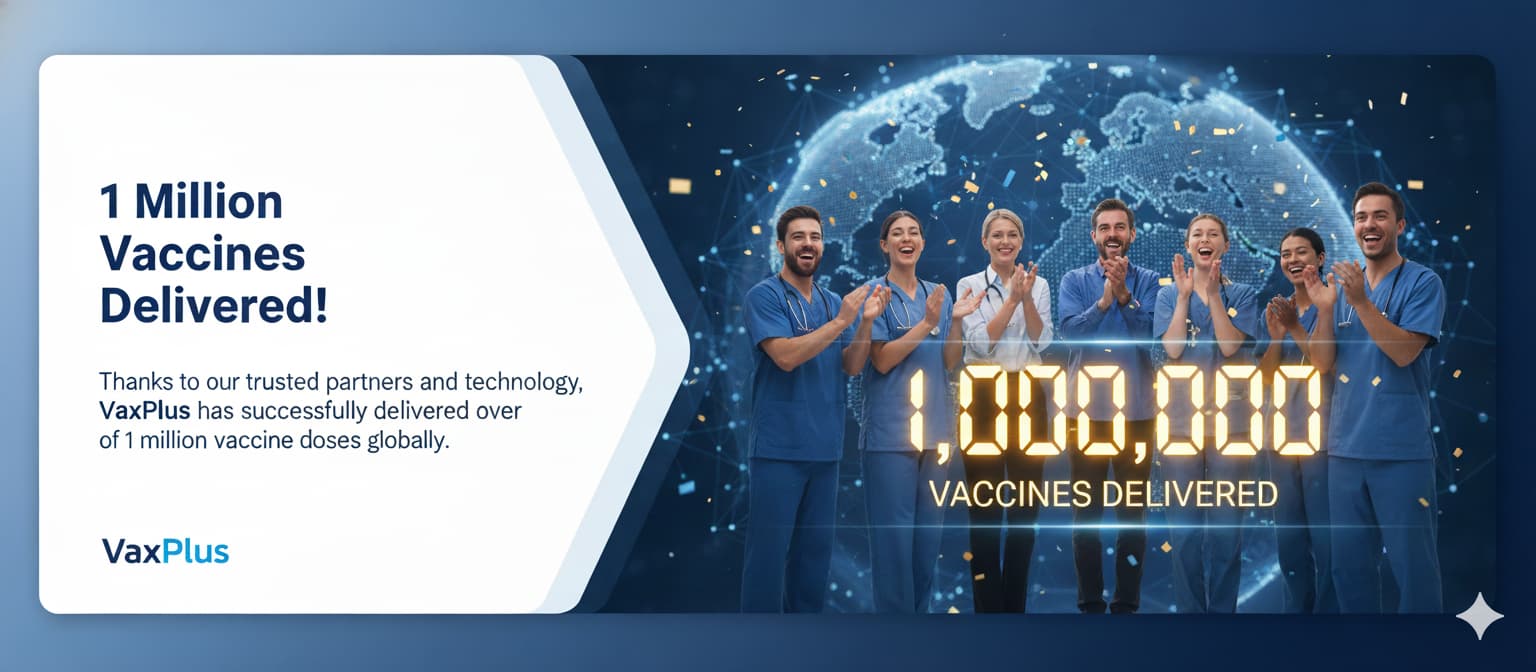 1 Million
Vaccines
Delivered!
Thanks to our trusted partners and technology,
VaxPlus has successfully delivered over
of 1 million vaccine doses globally.
VaxPlus
1,000,000
VACCINES DELIVERED